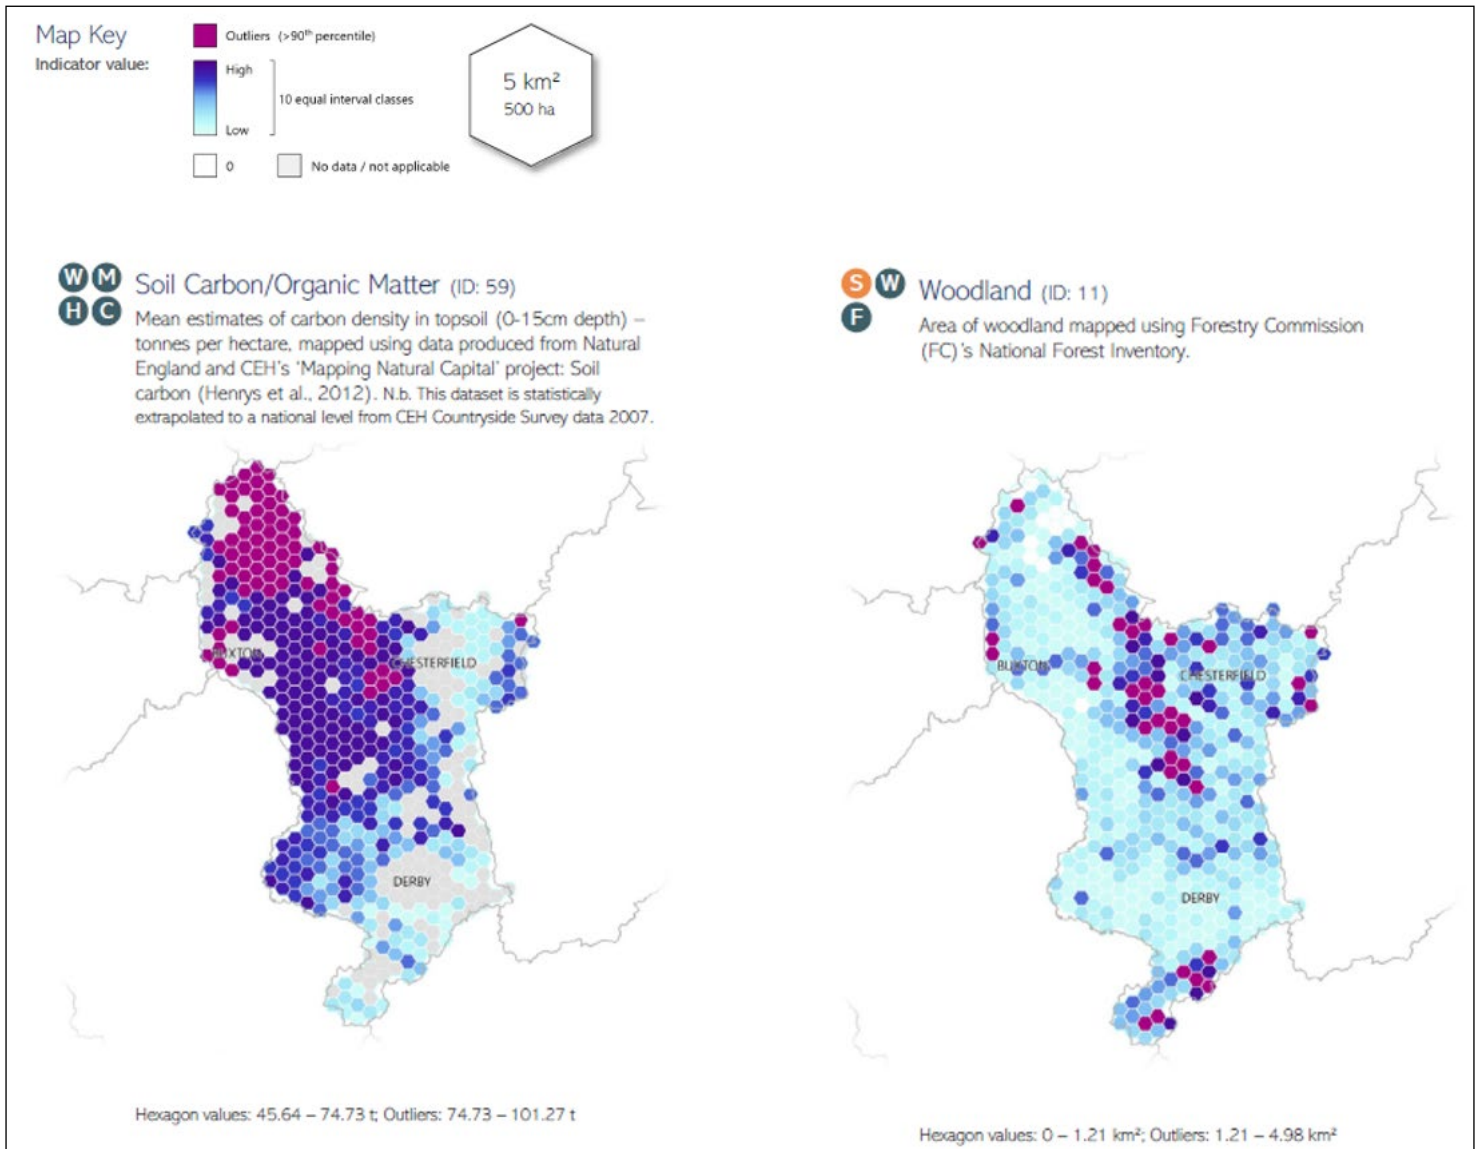 Map Key
Indicator value:
Outliers (>90th percentile)
High
10 equal interval classes
Low
0
No data / not applicable
5 km²
500 ha
W M
H C
Soil Carbon/Organic Matter (ID: 59)
Mean estimates of carbon density in topsoil (0-15cm depth) –
tonnes per hectare, mapped using data produced from Natural
England and CEH's 'Mapping Natural Capital' project: Soil
carbon (Henrys et al., 2012). N.b. This dataset is statistically
extrapolated to a national level from CEH Countryside Survey data 2007.
BUXTON
CHESTERFIELD
DERBY
Hexagon values: 45.64 – 74.73 t; Outliers: 74.73 – 101.27 t
S W
F
Woodland (ID: 11)
Area of woodland mapped using Forestry Commission
(FC)'s National Forest Inventory.
BUXTON
CHESTERFIELD
DERBY
Hexagon values: 0 – 1.21 km²; Outliers: 1.21 – 4.98 km²